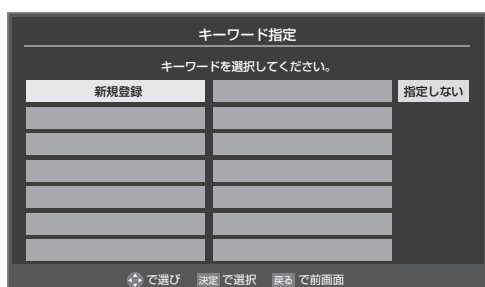 キーワード指定
キーワードを選択してください。
新規登録 指定しない
で選び 決定 で選択 戻る で前画面